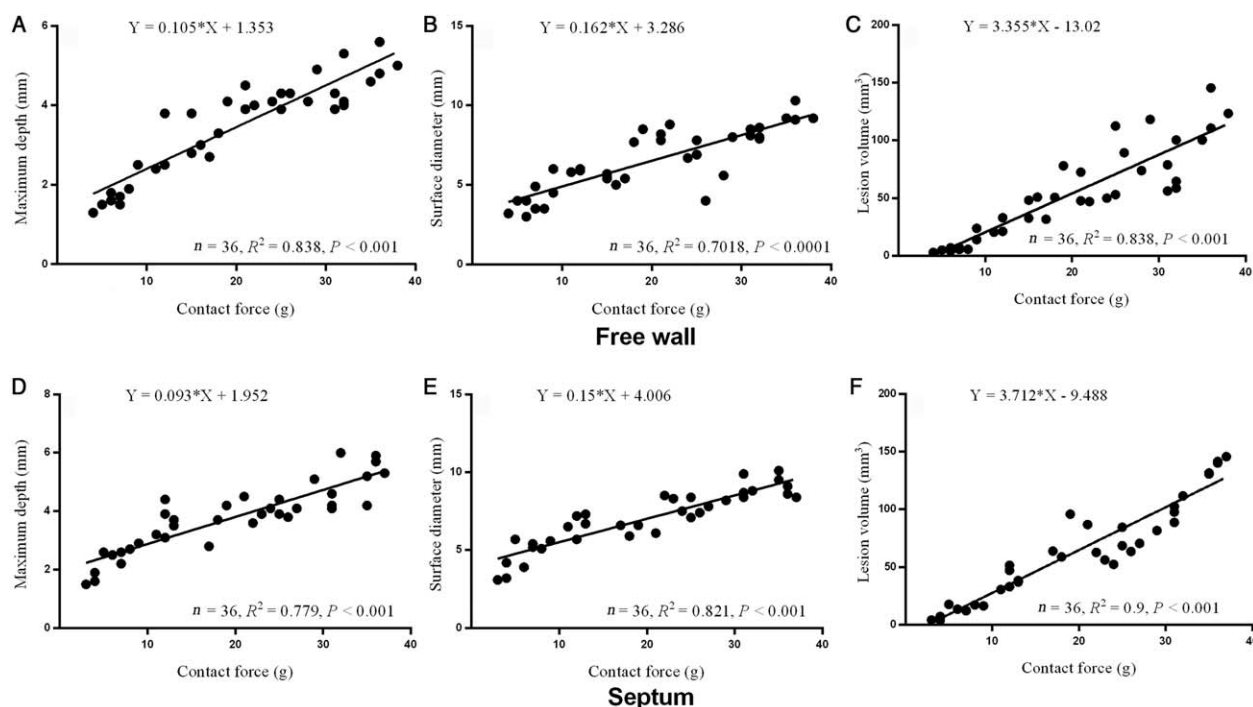 A
Y = 0.105*X + 1.353
Maximum depth (mm)
6
4
2
0
10
20
30
40
n = 36, R² = 0.838, P < 0.001
Contact force (g)
B
Y = 0.162*X + 3.286
Surface diameter (mm)
15
10
5
0
10
20
30
40
n = 36, R² = 0.7018, P < 0.0001
Contact force (g)
C
Y = 3.355*X - 13.02
Lesion volume (mm³)
200
150
100
50
0
10
20
30
40
n = 36, R² = 0.838, P < 0.001
Contact force (g)
Free wall
D
Y = 0.093*X + 1.952
Maximum depth (mm)
8
6
4
2
0
10
20
30
40
n = 36, R² = 0.779, P < 0.001
Contact force (g)
E
Y = 0.15*X + 4.006
Surface diameter (mm)
15
10
5
0
10
20
30
40
n = 36, R² = 0.821, P < 0.001
Contact force (g)
F
Y = 3.712*X - 9.488
Lesion volume (mm³)
200
150
100
50
0
10
20
30
40
n = 36, R² = 0.9, P < 0.001
Contact force (g)
Septum